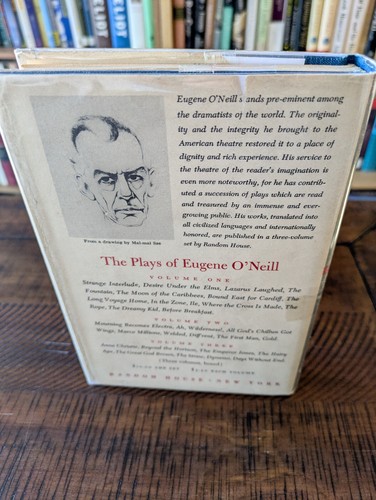 Eugene O'Neill s ands pre-eminent among
the dramatists of the world. The original-
ity and the integrity he brought to the
American theatre restored it to a place of
dignity and rich experience. His service to
the theatre of the reader's imagination is
even more noteworthy, for he has contrib-
uted a succession of plays which are read
and treasured by an immense and ever-
growing public. His works, translated into
all civilized languages and internationally
honored, are published in a three-volume
set by Random House.
From a drawing by
The Plays of Eugene O'Neill
VOLUME ONE
Strange Interlude, Desire Under the Elms, Lazarus Laughed, The
Fountain, The Moon of the Caribbees, Bound East for Cardiff, The
Long Voyage Home, In the Zone, Ile, Where the Cross Is Made, The
Rope, The Dreamy Kid, Before Breakfast.
VOLUME TWO
Mourning Becomes Electra, Ah, Wilderness!, All God's Chillun Got
Wings, Marco Millions, Welded, Diff'rent, The First Man, Gold
VOLUME THREE
Anna Christie, Beyond the Horizon, The Emperor Jones, The Hairy
Ape, The Great God Brown, The Straw, Dynamo, Days Without End
(Three volumes, boxed)
THE SET EACH VOLUME
RANDOM HOUSE NEW YORK